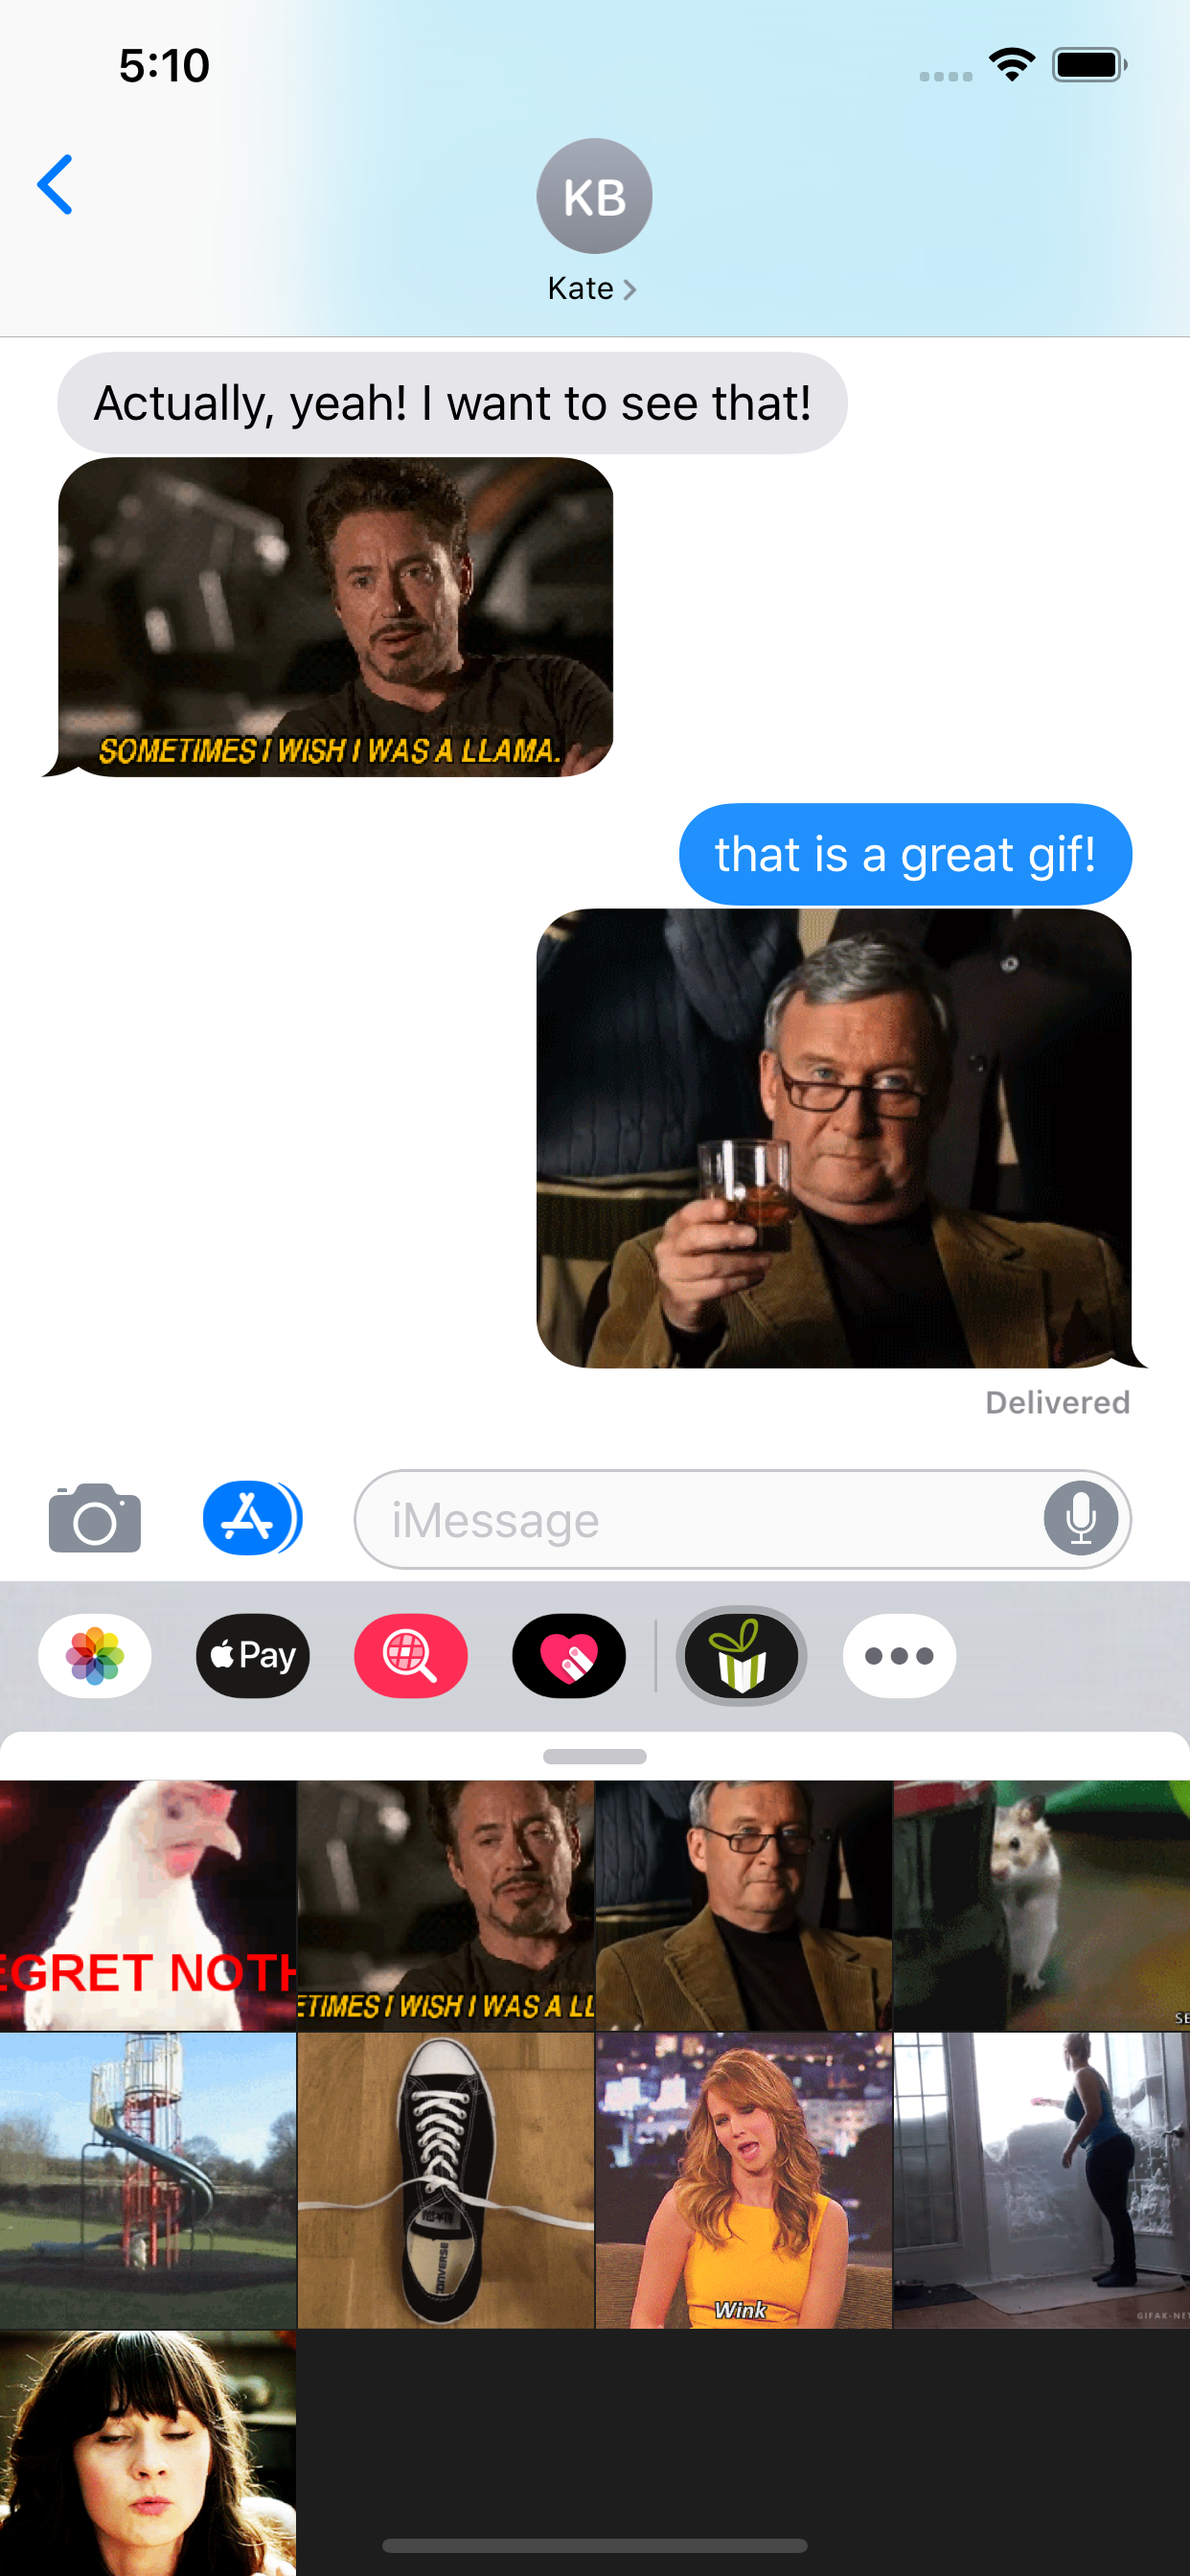 5:10
KB
Kate
Actually, yeah! I want to see that!
SOMETIMES I WISH I WAS A LLAMA.
that is a great gif!
Delivered
iMessage
Pay
EGRET NOTH
ETIMES I WISH I WAS A LL
SE
CONVERSE
Wink
GIFAK-NET